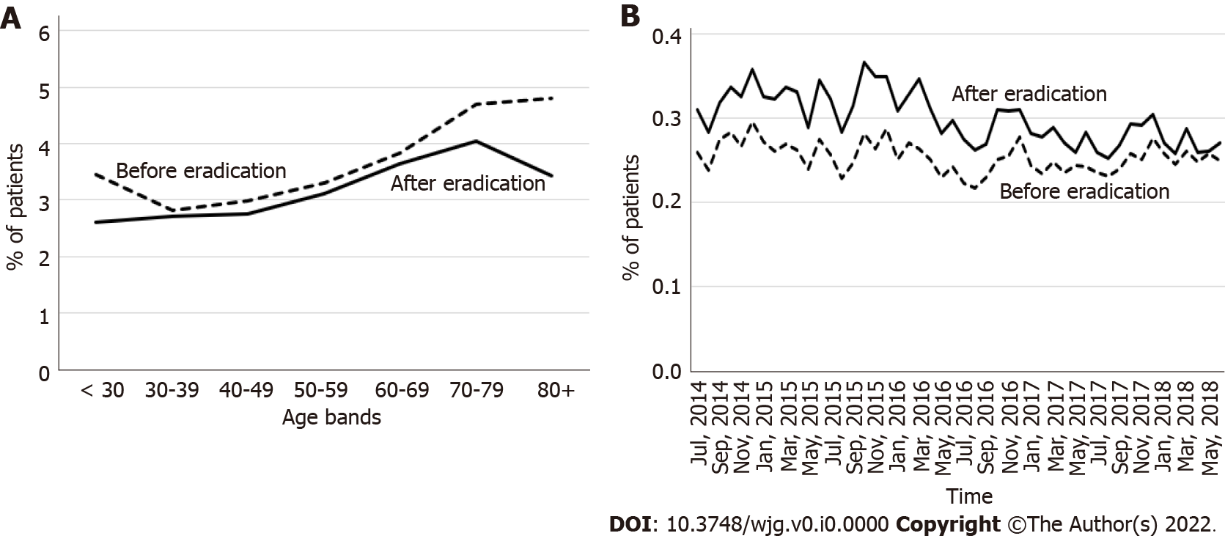 A
% of patients
6
5
4
3
2
1
0
Before eradication
After eradication
< 30 30-39 40-49 50-59 60-69 70-79 80+
Age bands
B
% of patients
0.4
0.3
0.2
0.1
0.0
After eradication
Before eradication
Jul, 2014
Sep, 2014
Nov, 2014
Jan, 2015
Mar, 2015
May, 2015
Jul, 2015
Sep, 2015
Nov, 2015
Jan, 2016
Mar, 2016
May, 2016
Jul, 2016
Sep, 2016
Nov, 2016
Jan, 2017
Mar, 2017
May, 2017
Jul, 2017
Sep, 2017
Nov, 2017
Jan, 2018
Mar, 2018
May, 2018
Time
DOI: 10.3748/wjg.v0.i0.0000 Copyright ©The Author(s) 2022.